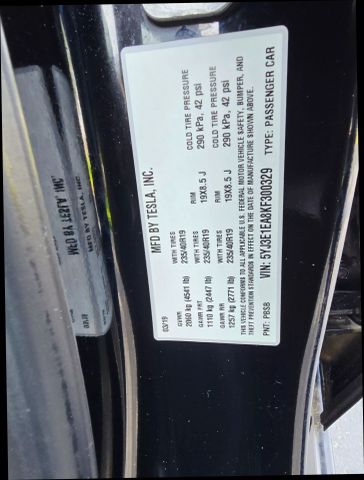 MFD BY TESLA, INC.
03/19
GVWR
2060 kg (4541 lb)
WITH TIRES
235/40R19
RIM
19X8.5 J
COLD TIRE PRESSURE
290 kPa, 42 psi
GAWR FRT
1110 kg (2447 lb)
WITH TIRES
235/40R19
RIM
19X8.5 J
COLD TIRE PRESSURE
290 kPa, 42 psi
GAWR RR
1257 kg (2771 lb)
WITH TIRES
235/40R19
RIM
19X8.5 J
COLD TIRE PRESSURE
290 kPa, 42 psi
THIS VEHICLE CONFORMS TO ALL APPLICABLE U.S. FEDERAL MOTOR VEHICLE SAFETY, BUMPER, AND
THEFT PREVENTION STANDARDS IN EFFECT ON THE DATE OF MANUFACTURE SHOWN ABOVE.
VIN: 5YJ3E1EA8KF300329
PNT: PBSB TYPE: PASSENGER CAR